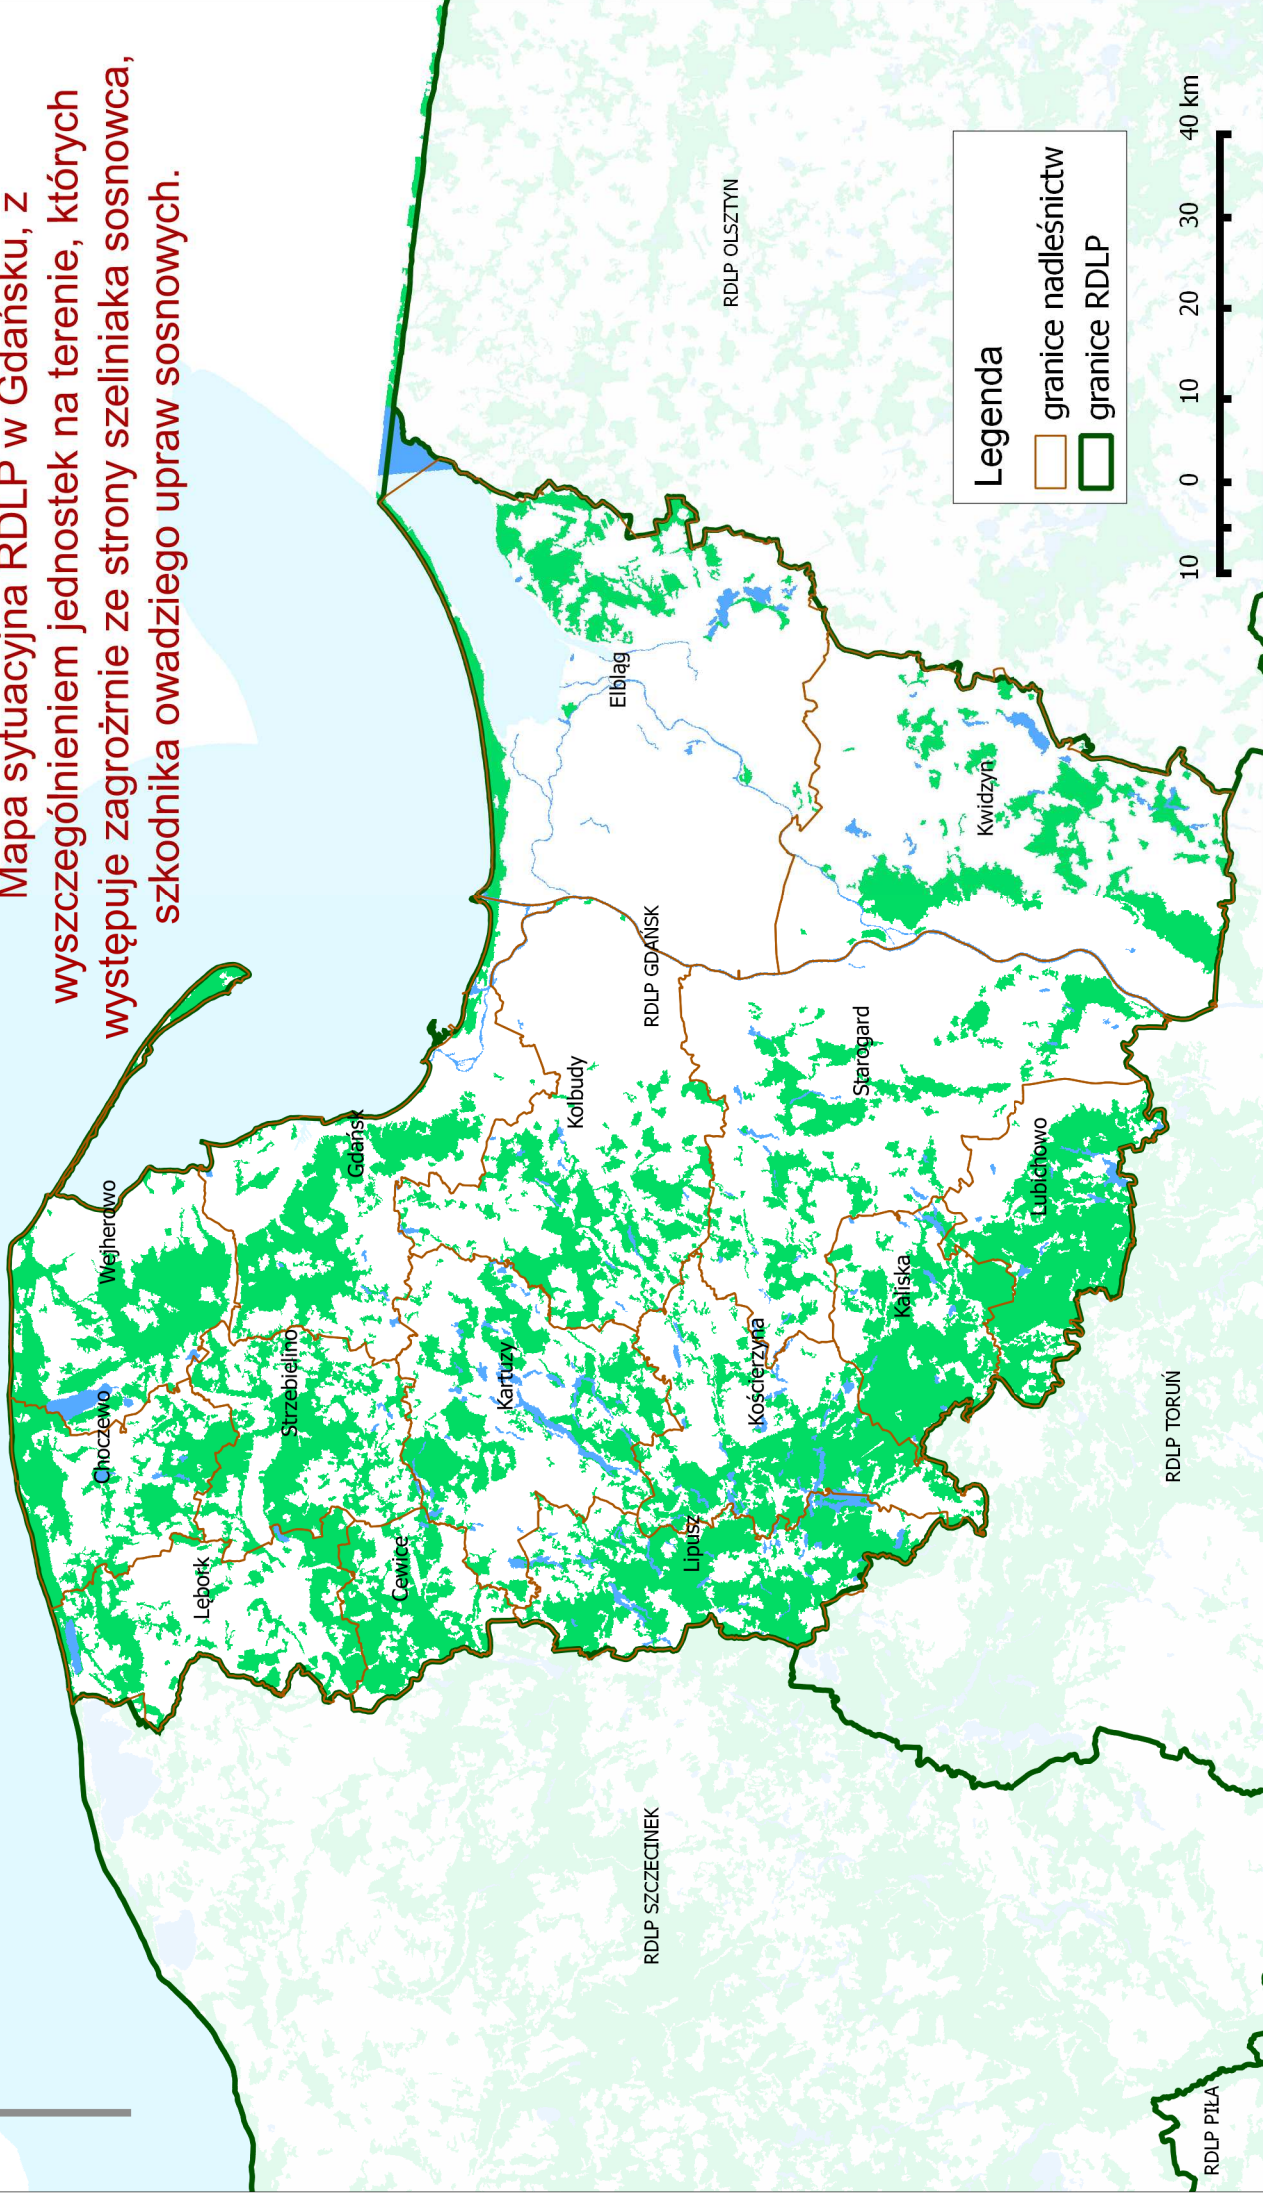 Mapa sytuacyjna RDLP w Gdańsku, z
wyszczególnieniem jednostek na terenie, których
występuje zagrożrnie ze strony szeliniaka sosnowca,
szkodnika owadziego upraw sosnowych.
Wejherowo
Choczewo
Lębork
Strzebielino
Gdańsk
Cewice
Kartuzy
Kolbudy
Elbląg
RDLP GDAŃSK
RDLP SZCZECINEK
Lipusz
RDLP OLSZTYN
Kościerzyna
Starogard
Kaliska
Kwidzyn
Lubichowo
RDLP TORUŃ
RDLP PIŁA
Legenda
granice nadleśnictw
granice RDLP
10 0 10 20 30 40 km